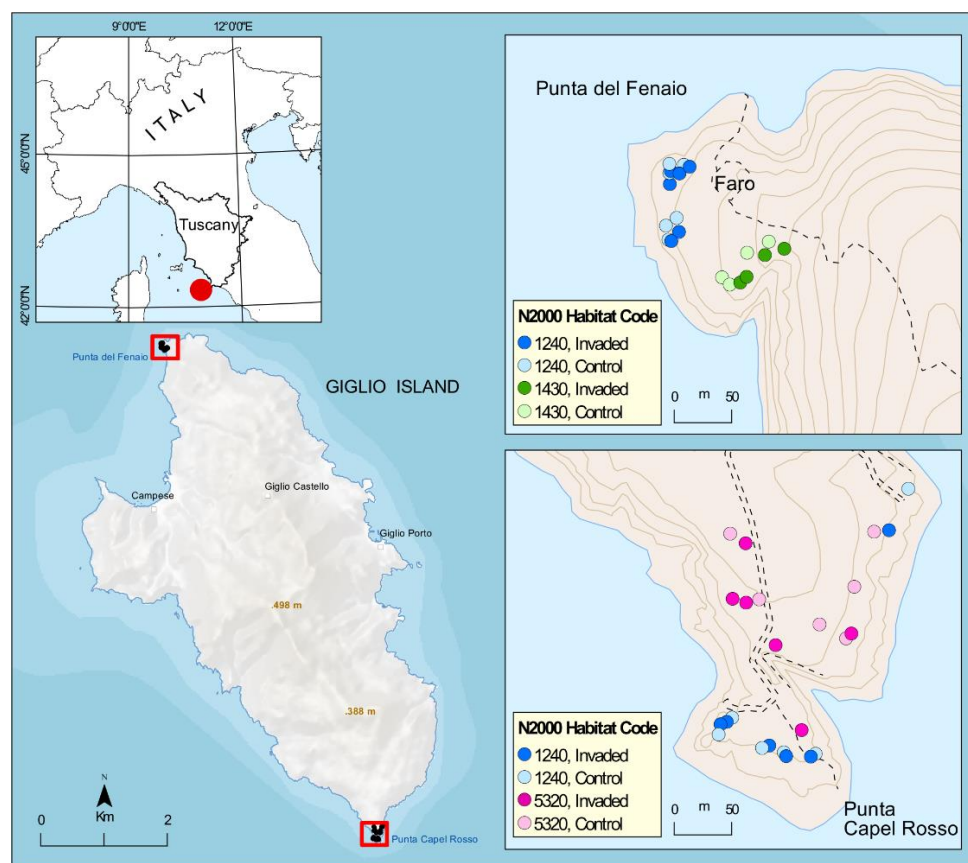 9°0'0"E
12°0'0"E
45°0'0"N
42°0'0"N
ITALY
Tuscany
Punta del Fenaio
GIGLIO ISLAND
Campese
Giglio Castello
Giglio Porto
.498 m
.388 m
N
Km
0 2
Punta Capel Rosso
Punta del Fenaio
Faro
N2000 Habitat Code
1240, Invaded
1240, Control
1430, Invaded
1430, Control
0 m 50
N2000 Habitat Code
1240, Invaded
1240, Control
5320, Invaded
5320, Control
0 m 50
Punta
Capel Rosso